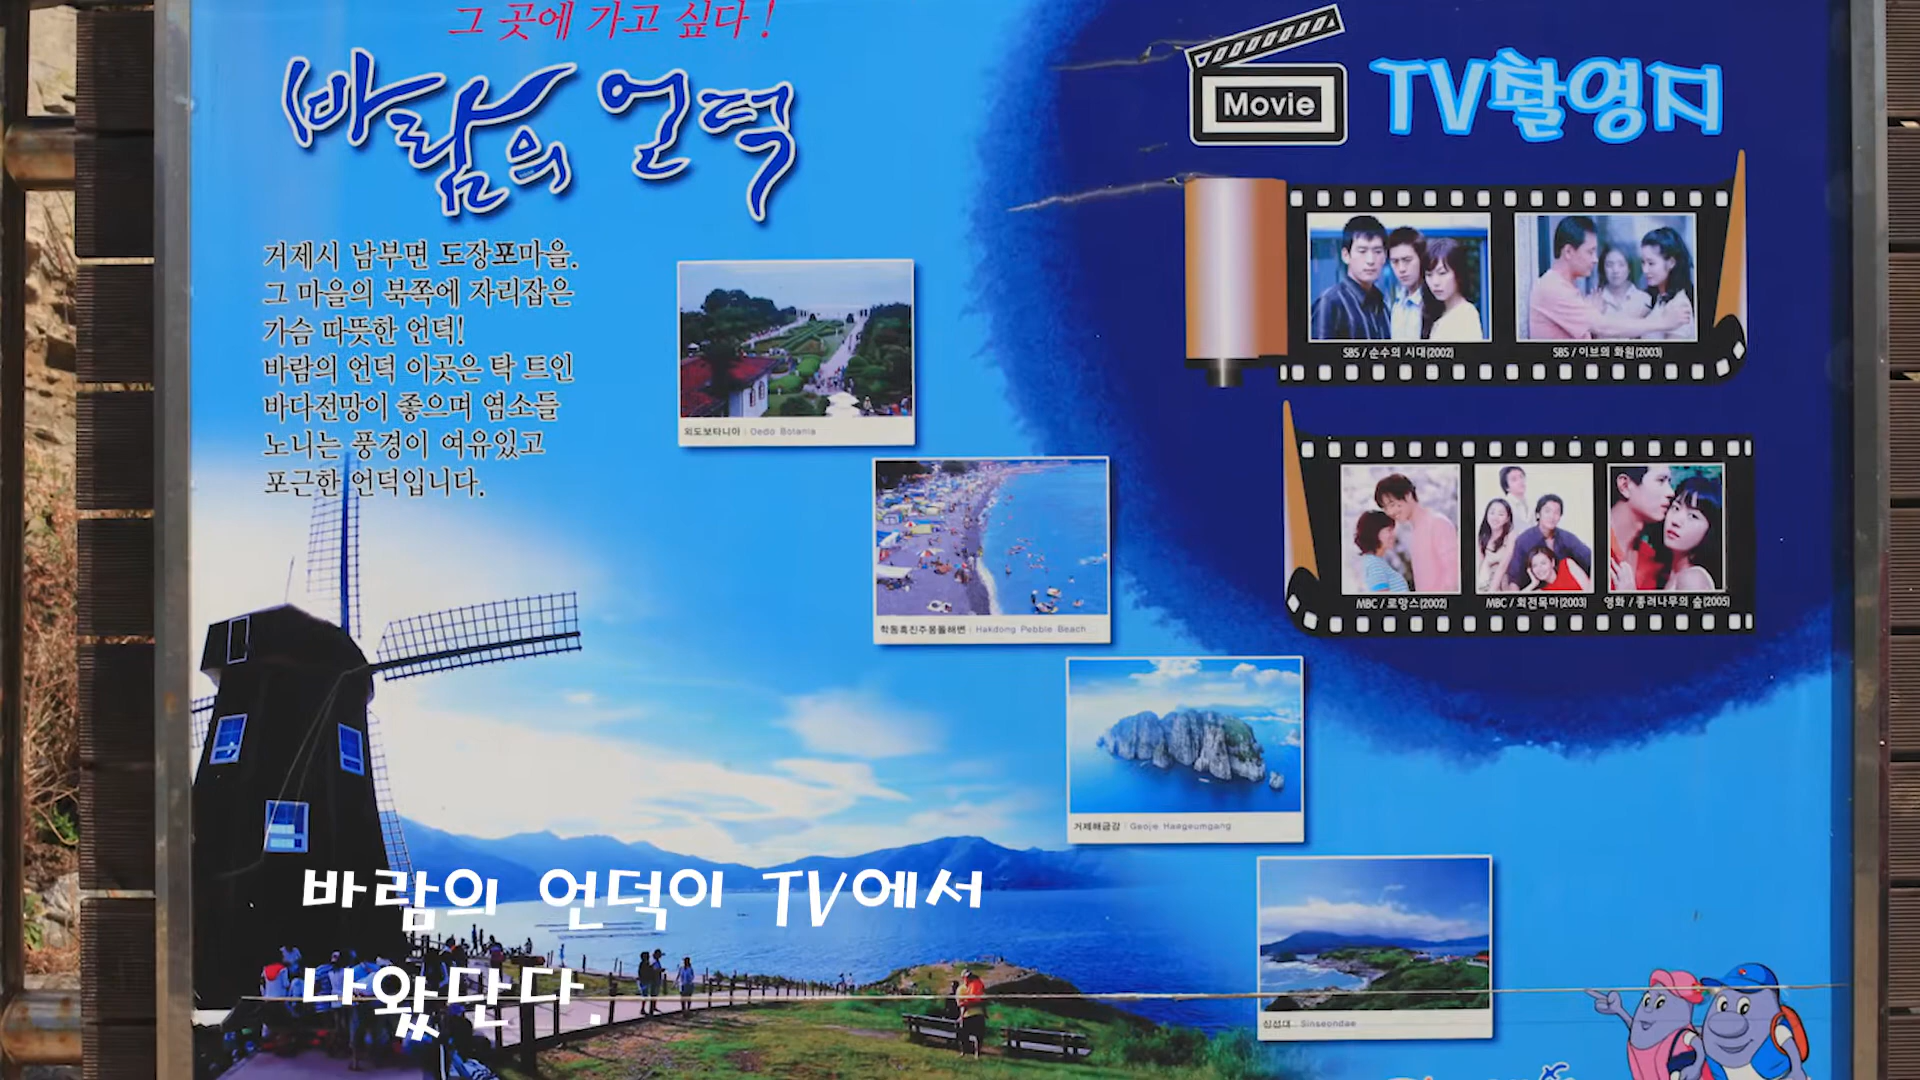 그 곳에 가고 싶다!
바람의 언덕
거제시 남부면 도장포마을.
그 마을의 북쪽에 자리잡은
가슴 따뜻한 언덕!
바람의 언덕 이곳은 탁 트인
바다전망이 좋으며 염소들
노니는 풍경이 여유있고
포근한 언덕입니다.
Movie
TV촬영지
SBS / 순수의 시대(2002)
SBS / 이브의 화원(2003)
MBC / 로망스(2002)
MBC / 회전목마(2003)
영화 / 종려나무의 숲(2005)
외도보타니아 | Oedo Botania
학동흑진주몽돌해변 | Hakdong Pebble Beach
거제해금강 | Geoje Haegeumgang
신선대 | Sinseondae
바람의 언덕이 TV에서
나왔단다.